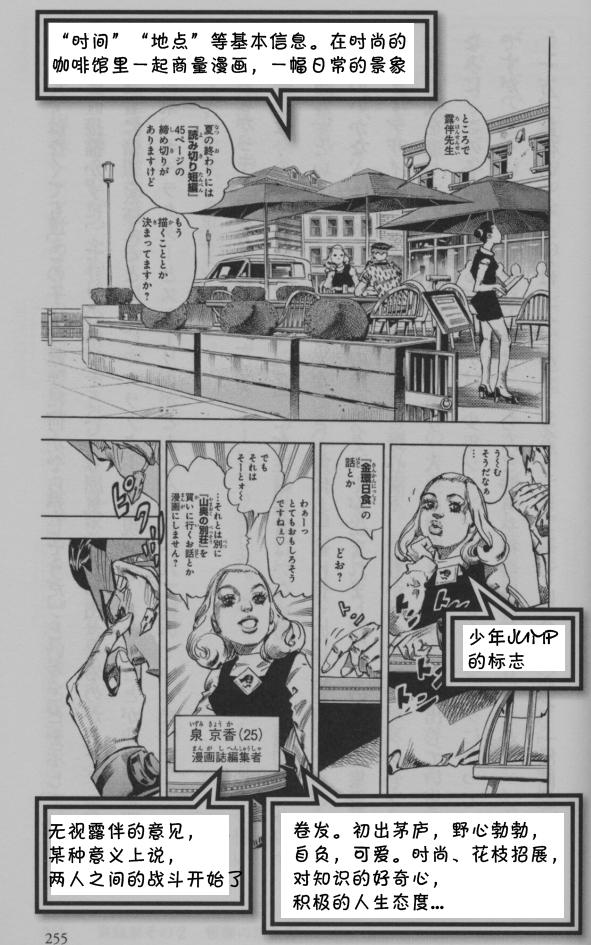 “时间”“地点”等基本信息。在时尚的
咖啡馆里一起商量漫画，一幅日常的景象
ところで
露伴先生
夏の終わりには
『読み切り短編』
45ページの
締め切りが
ありますけど
もう
描くこととか
決まってますか？
う～む
そうだなぁ
…
『金環日食』の
話とか
どお？
わぁーっ
とてもおもしろそう
ですねぇ♡
でも
それは
そーとォ～
…それとは別に
『山奥の別荘』を
買いに行くお話とか
漫画にしません？
泉 京香(25)
漫画誌編集者
少年JUMP
的标志
无视露伴的意见，
某种意义上说，
两人之间的战斗开始了
卷发。初出茅庐，野心勃勃，
自负，可爱。时尚、花枝招展，
对知识的好奇心，
积极的人生态度…
255